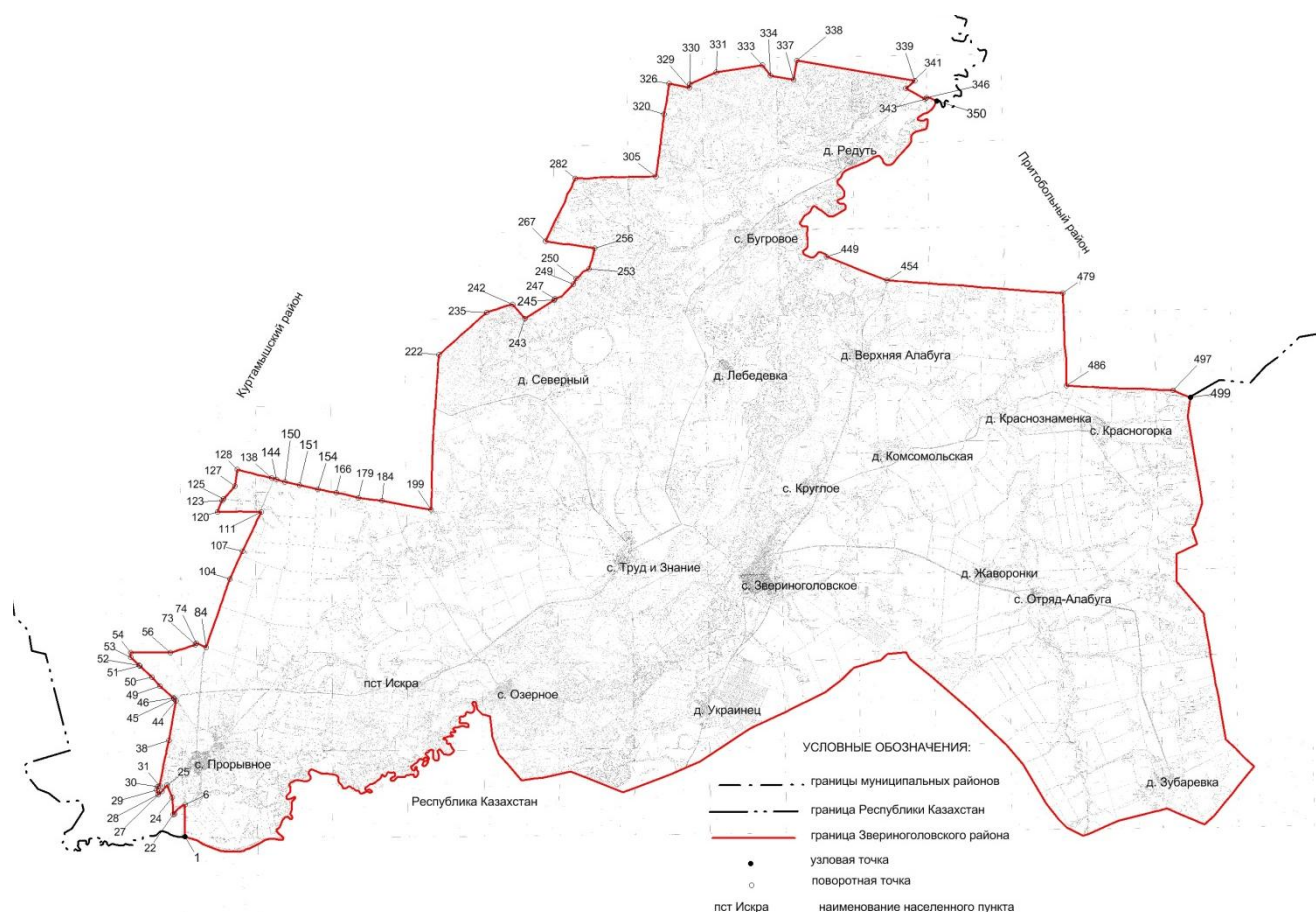 338
334
337
333
331
330
329
326
320
339
341
346
343
350
д. Редуть
Притобольный район
305
282
267
256
250
249
253
247
245
242
243
235
222
с. Бугровое
449
454
479
486
497
499
Куртамышский район
д. Северный
д. Лебедевка
д. Верхняя Алабуга
д. Краснознаменка
с. Красногорка
д. Комсомольская
с. Круглое
150
151
154
166
179
184
199
144
138
128
127
125
123
120
111
107
104
с. Труд и Знание
с. Звериноголовское
д. Жаворонки
с. Отряд-Алабуга
84
74
73
56
54
53
52
51
50
49
46
45
44
38
пст Искра
с. Озерное
д. Украинец
с. Прорывное
31
30
29
28
27
25
24
22
6
1
Республика Казахстан
д. Зубаревка
УСЛОВНЫЕ ОБОЗНАЧЕНИЯ:
границы муниципальных районов
граница Республики Казахстан
граница Звериноголовского района
узловая точка
поворотная точка
пст Искра наименование населенного пункта